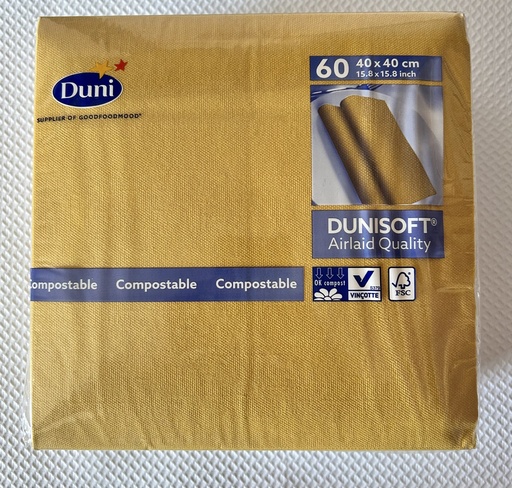 Duni
SUPPLIER OF GOODFOODMOOD®
60 40 x 40 cm
15.8 x 15.8 inch
DUNISOFT®
Airlaid Quality
Compostable Compostable Compostable
OK compost
VINÇOTTE
FSC